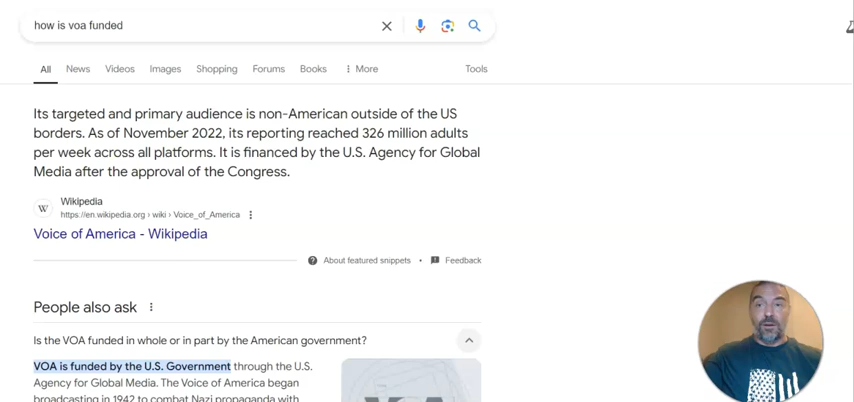 how is voa funded
All News Videos Images Shopping Forums Books More Tools
Its targeted and primary audience is non-American outside of the US
borders. As of November 2022, its reporting reached 326 million adults
per week across all platforms. It is financed by the U.S. Agency for Global
Media after the approval of the Congress.
W
Wikipedia
https://en.wikipedia.org › wiki › Voice_of_America
Voice of America - Wikipedia
About featured snippets • Feedback
People also ask
Is the VOA funded in whole or in part by the American government?
VOA is funded by the U.S. Government through the U.S.
Agency for Global Media. The Voice of America began
broadcasting in 1942 to combat Nazi propaganda with